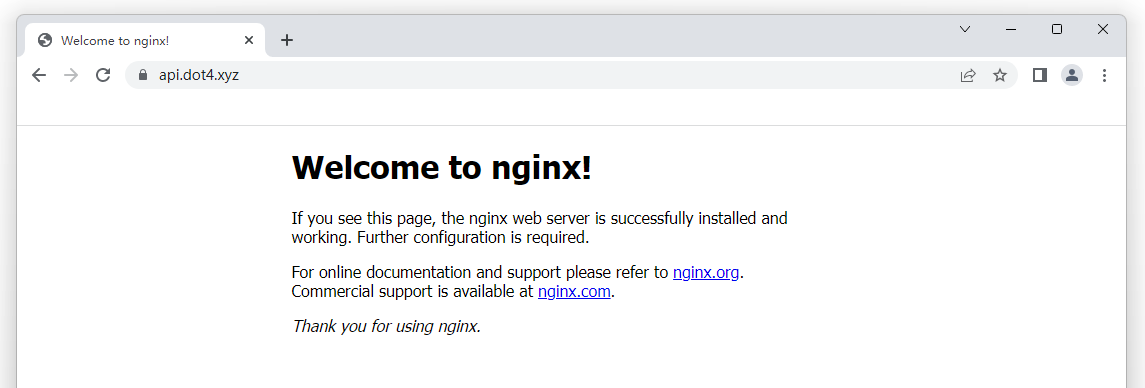 Welcome to nginx!
api.dot4.xyz
Welcome to nginx!
If you see this page, the nginx web server is successfully installed and
working. Further configuration is required.
For online documentation and support please refer to nginx.org.
Commercial support is available at nginx.com.
Thank you for using nginx.